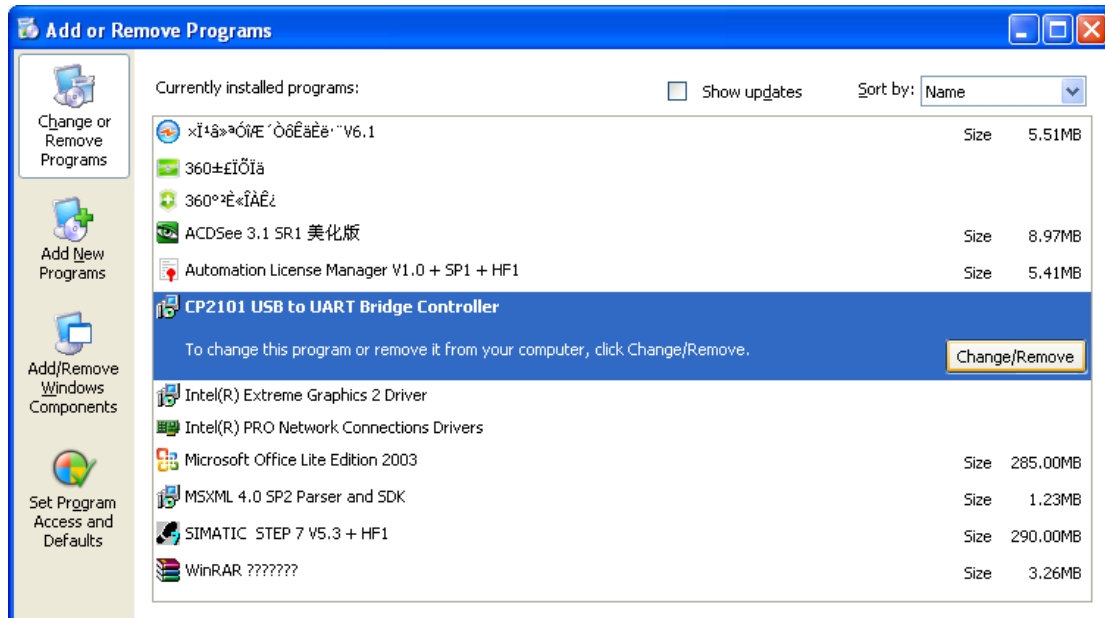 Add or Remove Programs
Change or
Remove
Programs
Add New
Programs
Add/Remove
Windows
Components
Set Program
Access and
Defaults
Currently installed programs:
Show updates
Sort by: Name
×Ï¹â»ªÓîÆ´ÒôÊäÈë·¨V6.1 Size 5.51MB
360±£ÏÕÏä
360°²È«ÎÀÊ¿
ACDSee 3.1 SR1 美化版 Size 8.97MB
Automation License Manager V1.0 + SP1 + HF1 Size 5.41MB
CP2101 USB to UART Bridge Controller
To change this program or remove it from your computer, click Change/Remove.
Change/Remove
Intel(R) Extreme Graphics 2 Driver
Intel(R) PRO Network Connections Drivers
Microsoft Office Lite Edition 2003 Size 285.00MB
MSXML 4.0 SP2 Parser and SDK Size 1.23MB
SIMATIC STEP 7 V5.3 + HF1 Size 290.00MB
WinRAR ??????? Size 3.26MB